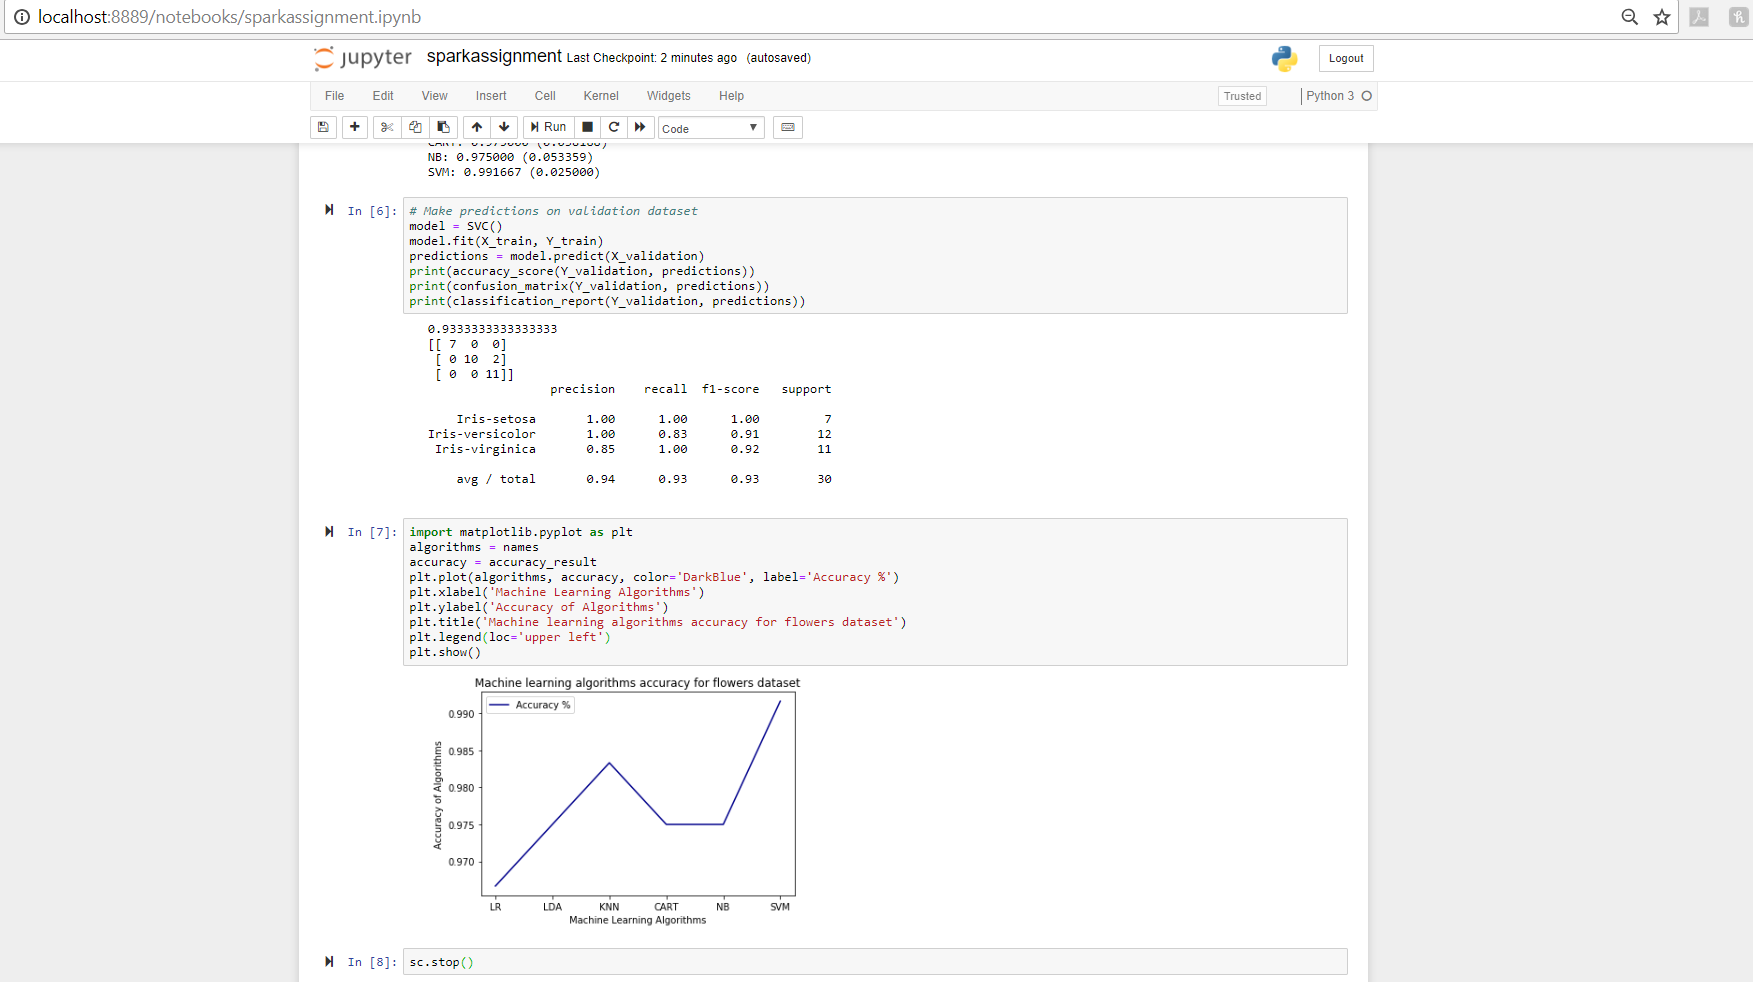 localhost:8889/notebooks/sparkassignment.ipynb
jupyter sparkassignment Last Checkpoint: 2 minutes ago (autosaved)
Logout
File Edit View Insert Cell Kernel Widgets Help
Trusted
Python 3
Run
Code
NB: 0.975000 (0.053359)
SVM: 0.991667 (0.025000)
In [6]:
# Make predictions on validation dataset
model = SVC()
model.fit(X_train, Y_train)
predictions = model.predict(X_validation)
print(accuracy_score(Y_validation, predictions))
print(confusion_matrix(Y_validation, predictions))
print(classification_report(Y_validation, predictions))
0.9333333333333333
[[ 7 0 0]
[ 0 10 2]
[ 0 0 11]]
precision recall f1-score support
Iris-setosa 1.00 1.00 1.00 7
Iris-versicolor 1.00 0.83 0.91 12
Iris-virginica 0.85 1.00 0.92 11
avg / total 0.94 0.93 0.93 30
In [7]:
import matplotlib.pyplot as plt
algorithms = names
accuracy = accuracy_result
plt.plot(algorithms, accuracy, color='DarkBlue', label='Accuracy %')
plt.xlabel('Machine Learning Algorithms')
plt.ylabel('Accuracy of Algorithms')
plt.title('Machine learning algorithms accuracy for flowers dataset')
plt.legend(loc='upper left')
plt.show()
Machine learning algorithms accuracy for flowers dataset
Accuracy %
Accuracy of Algorithms
0.990
0.985
0.980
0.975
0.970
LR LDA KNN CART NB SVM
Machine Learning Algorithms
In [8]:
sc.stop()